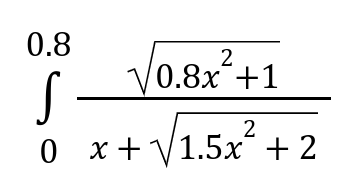 0.8
∫
0
√(0.8x²+1)
x + √(1.5x² + 2)